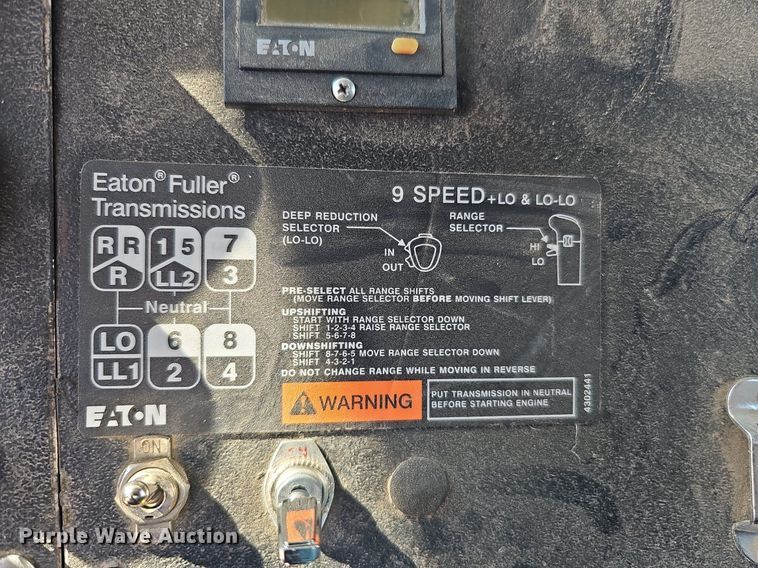 EATON
Eaton® Fuller®
Transmissions
9 SPEED +LO & LO-LO
R R R
1 5 LL2
7 3
Neutral
LO LL1
6 2
8 4
DEEP REDUCTION
SELECTOR
(LO-LO)
IN
OUT
RANGE
SELECTOR
HI
LO
PRE-SELECT ALL RANGE SHIFTS
(MOVE RANGE SELECTOR BEFORE MOVING SHIFT LEVER)
UPSHIFTING
START WITH RANGE SELECTOR DOWN
SHIFT 1-2-3-4 RAISE RANGE SELECTOR
SHIFT 5-6-7-8
DOWNSHIFTING
SHIFT 8-7-6-5 MOVE RANGE SELECTOR DOWN
SHIFT 4-3-2-1
DO NOT CHANGE RANGE WHILE MOVING IN REVERSE
EATON
WARNING
PUT TRANSMISSION IN NEUTRAL
BEFORE STARTING ENGINE
4302441
ON
ON
Purple Wave Auction